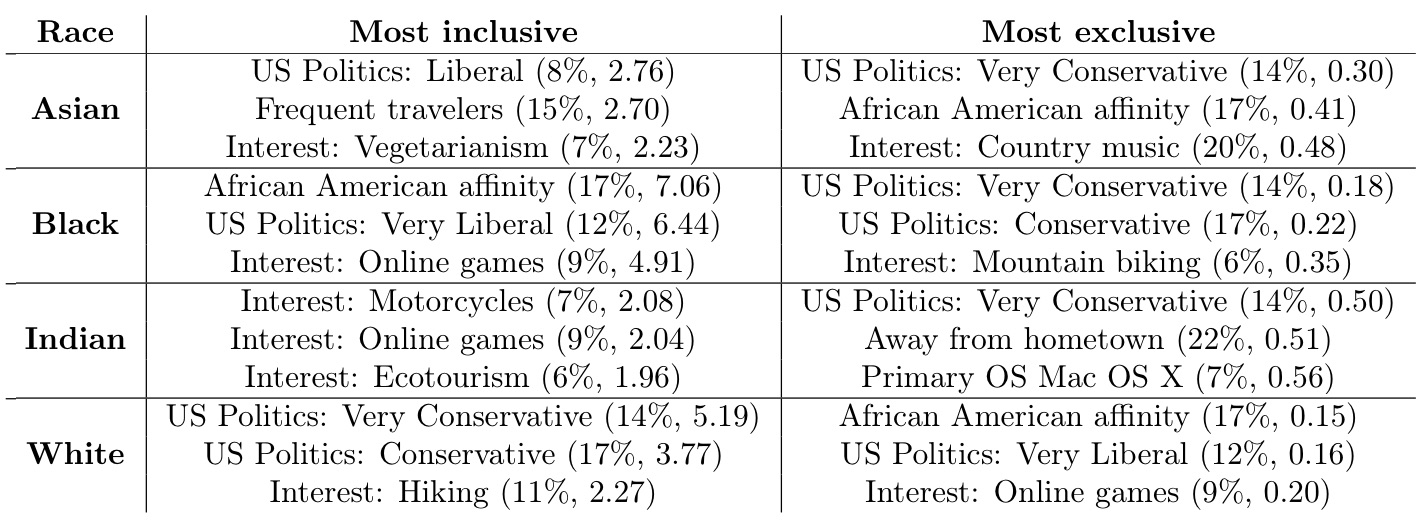 Race Most inclusive Most exclusive
US Politics: Liberal (8%, 2.76) US Politics: Very Conservative (14%, 0.30)
Asian Frequent travelers (15%, 2.70) African American affinity (17%, 0.41)
Interest: Vegetarianism (7%, 2.23) Interest: Country music (20%, 0.48)
African American affinity (17%, 7.06) US Politics: Very Conservative (14%, 0.18)
Black US Politics: Very Liberal (12%, 6.44) US Politics: Conservative (17%, 0.22)
Interest: Online games (9%, 4.91) Interest: Mountain biking (6%, 0.35)
Interest: Motorcycles (7%, 2.08) US Politics: Very Conservative (14%, 0.50)
Indian Interest: Online games (9%, 2.04) Away from hometown (22%, 0.51)
Interest: Ecotourism (6%, 1.96) Primary OS Mac OS X (7%, 0.56)
US Politics: Very Conservative (14%, 5.19) African American affinity (17%, 0.15)
White US Politics: Conservative (17%, 3.77) US Politics: Very Liberal (12%, 0.16)
Interest: Hiking (11%, 2.27) Interest: Online games (9%, 0.20)